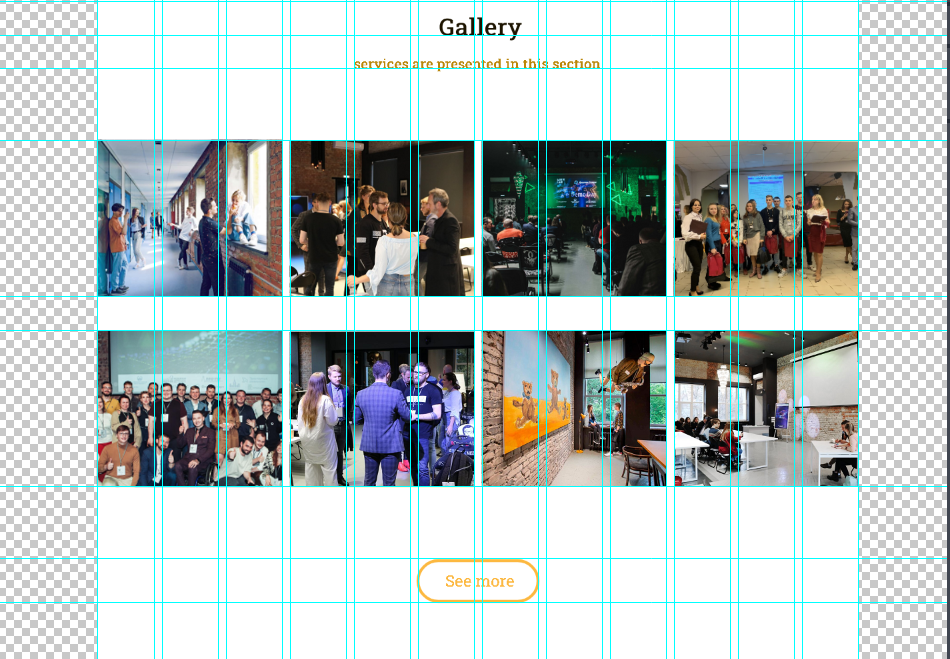 Gallery
services are presented in this section
See more